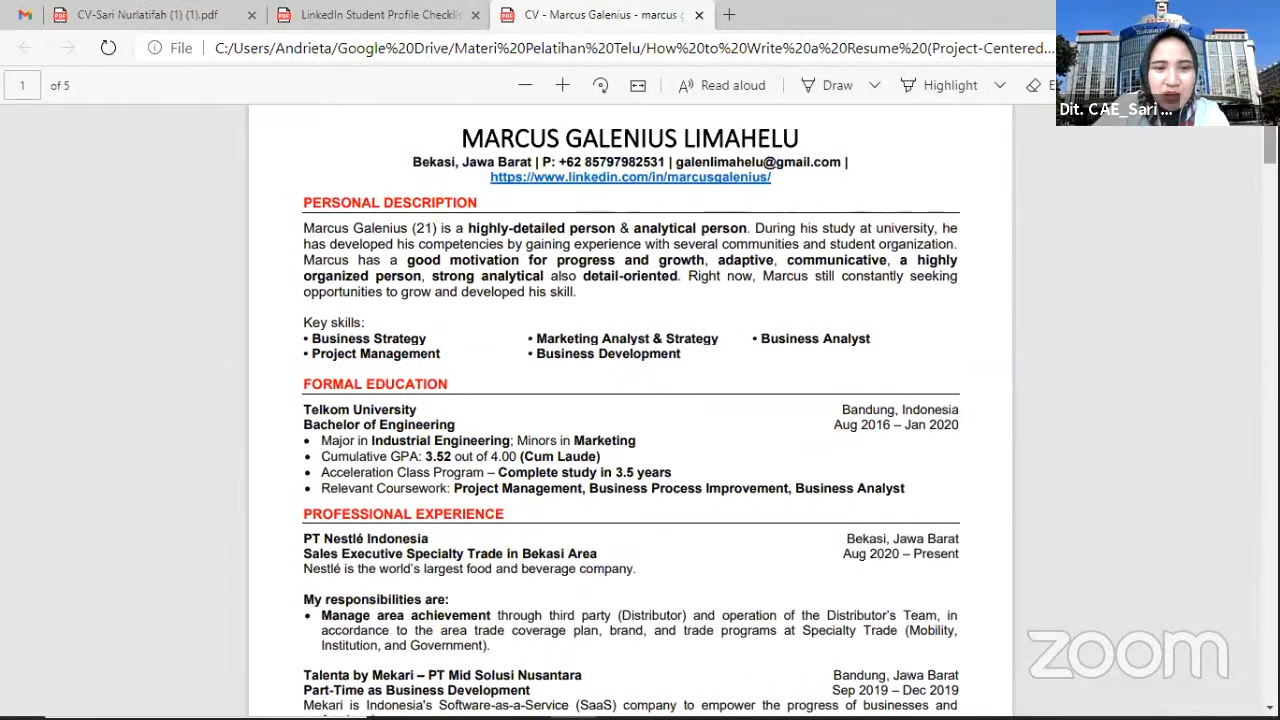 CV-Sari Nurlatifah (1) (1).pdf
LinkedIn Student Profile Checklis
CV - Marcus Galenius - marcus g
File
C:/Users/Andrieta/Google%20Drive/Materi%20Pelatihan%20Telu/How%20to%20Write%20a%20Resume%20(Project-Centered...
1 of 5
Read aloud
Draw
Highlight
Dit. CAE_Sari ...
MARCUS GALENIUS LIMAHELU
Bekasi, Jawa Barat | P: +62 85797982531 | galenlimahelu@gmail.com |
https://www.linkedin.com/in/marcusgalenius/
PERSONAL DESCRIPTION
Marcus Galenius (21) is a highly-detailed person & analytical person. During his study at university, he
has developed his competencies by gaining experience with several communities and student organization.
Marcus has a good motivation for progress and growth, adaptive, communicative, a highly
organized person, strong analytical also detail-oriented. Right now, Marcus still constantly seeking
opportunities to grow and developed his skill.
Key skills:
• Business Strategy • Marketing Analyst & Strategy • Business Analyst
• Project Management • Business Development
FORMAL EDUCATION
Telkom University Bandung, Indonesia
Bachelor of Engineering Aug 2016 – Jan 2020
• Major in Industrial Engineering; Minors in Marketing
• Cumulative GPA: 3.52 out of 4.00 (Cum Laude)
• Acceleration Class Program – Complete study in 3.5 years
• Relevant Coursework: Project Management, Business Process Improvement, Business Analyst
PROFESSIONAL EXPERIENCE
PT Nestlé Indonesia Bekasi, Jawa Barat
Sales Executive Specialty Trade in Bekasi Area Aug 2020 – Present
Nestlé is the world's largest food and beverage company.
My responsibilities are:
• Manage area achievement through third party (Distributor) and operation of the Distributor's Team, in
accordance to the area trade coverage plan, brand, and trade programs at Specialty Trade (Mobility,
Institution, and Government).
Talenta by Mekari – PT Mid Solusi Nusantara Bandung, Jawa Barat
Part-Time as Business Development Sep 2019 – Dec 2019
Mekari is Indonesia's Software-as-a-Service (SaaS) company to empower the progress of businesses and
zoom